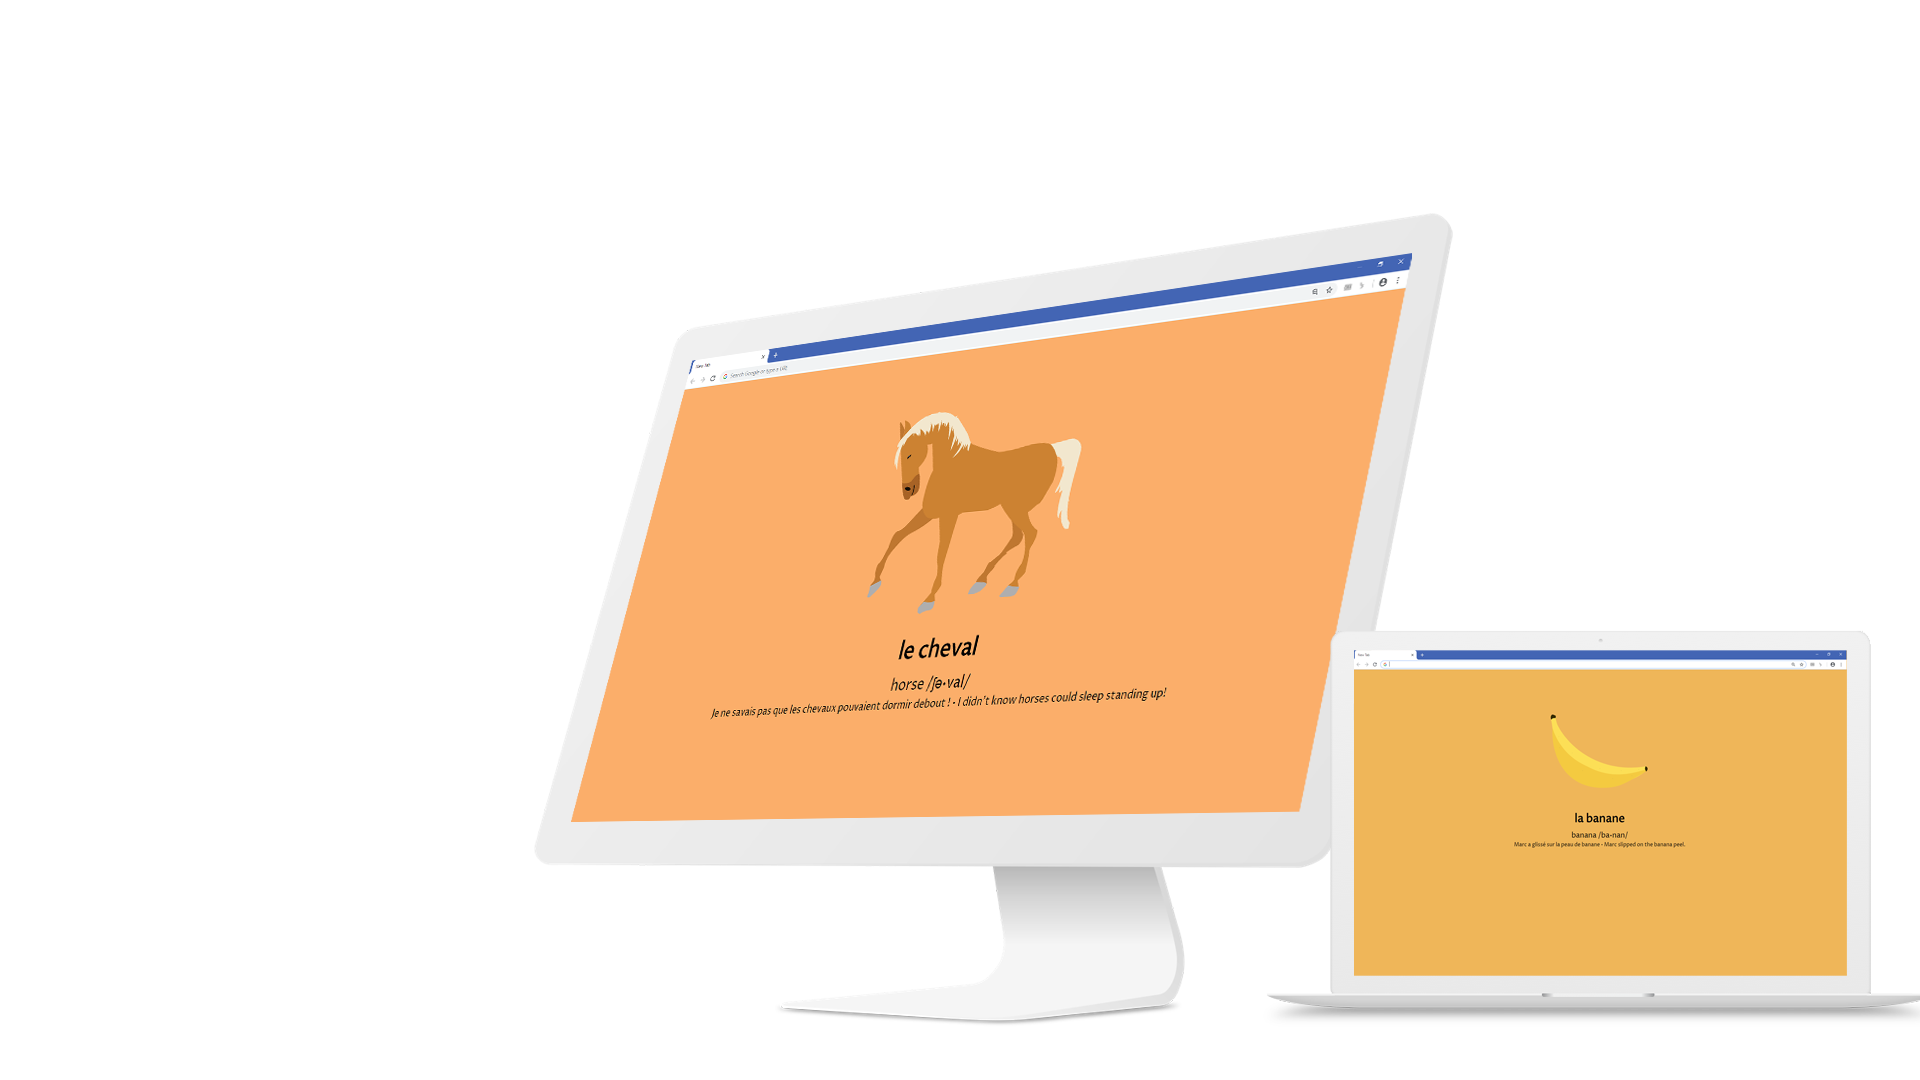 New Tab
Search Google or type a URL
le cheval
horse /ʃə·val/
Je ne savais pas que les chevaux pouvaient dormir debout ! - I didn't know horses could sleep standing up!
New Tab
la banane
banana /ba-nan/
Marc a glissé sur la peau de banane - Marc slipped on the banana peel.